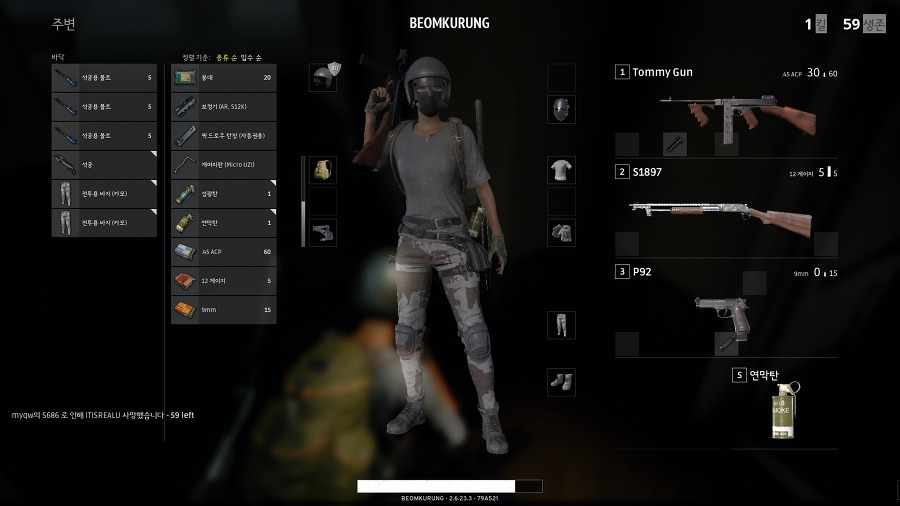 주변
BEOMKURUNG
1 킬 59 생존
바닥
정렬 기준: 종류 순 입수 순
석궁용 볼트 5
석궁용 볼트 5
석궁용 볼트 5
석궁
전투용 바지 (카모)
전투용 바지 (카모)
붕대 20
보정기 (AR, S12K)
퀵 드로우 탄창 (자동권총)
개머리판 (Micro UZI)
섬광탄 1
연막탄 1
.45 ACP 60
12 게이지 5
9mm 15
80
1 Tommy Gun .45 ACP 30 60
2 S1897 12 게이지 5 5
3 P92 9mm 0 15
5 연막탄
SMOKE
myqw의 S686 로 인해 ITISREALU 사망했습니다 - 59 left
BEOMKURUNG - 2.6.23.3 - 79A521